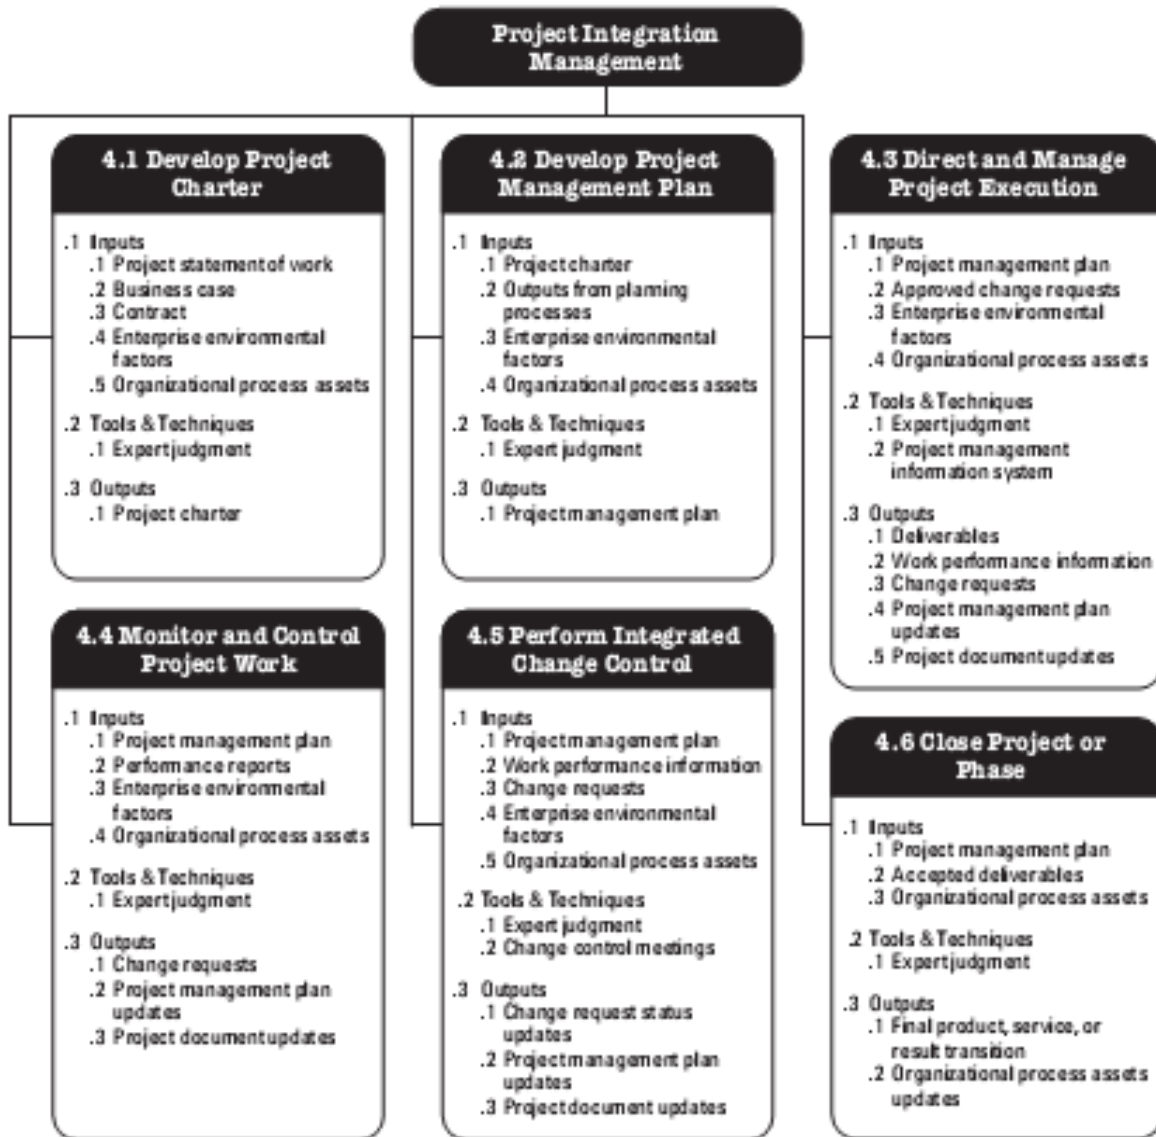 Project Integration
Management
4.1 Develop Project
Charter
.1 Inputs
.1 Project statement of work
.2 Business case
.3 Contract
.4 Enterprise environmental
factors
.5 Organizational process assets
.2 Tools & Techniques
.1 Expert judgment
.3 Outputs
.1 Project charter
4.2 Develop Project
Management Plan
.1 Inputs
.1 Project charter
.2 Outputs from planning
processes
.3 Enterprise environmental
factors
.4 Organizational process assets
.2 Tools & Techniques
.1 Expert judgment
.3 Outputs
.1 Project management plan
4.3 Direct and Manage
Project Execution
.1 Inputs
.1 Project management plan
.2 Approved change requests
.3 Enterprise environmental
factors
.4 Organizational process assets
.2 Tools & Techniques
.1 Expert judgment
.2 Project management
information system
.3 Outputs
.1 Deliverables
.2 Work performance information
.3 Change requests
.4 Project management plan
updates
.5 Project document updates
4.4 Monitor and Control
Project Work
.1 Inputs
.1 Project management plan
.2 Performance reports
.3 Enterprise environmental
factors
.4 Organizational process assets
.2 Tools & Techniques
.1 Expert judgment
.3 Outputs
.1 Change requests
.2 Project management plan
updates
.3 Project document updates
4.5 Perform Integrated
Change Control
.1 Inputs
.1 Project management plan
.2 Work performance information
.3 Change requests
.4 Enterprise environmental
factors
.5 Organizational process assets
.2 Tools & Techniques
.1 Expert judgment
.2 Change control meetings
.3 Outputs
.1 Change request status
updates
.2 Project management plan
updates
.3 Project document updates
4.6 Close Project or
Phase
.1 Inputs
.1 Project management plan
.2 Accepted deliverables
.3 Organizational process assets
.2 Tools & Techniques
.1 Expert judgment
.3 Outputs
.1 Final product, service, or
result transition
.2 Organizational process assets
updates